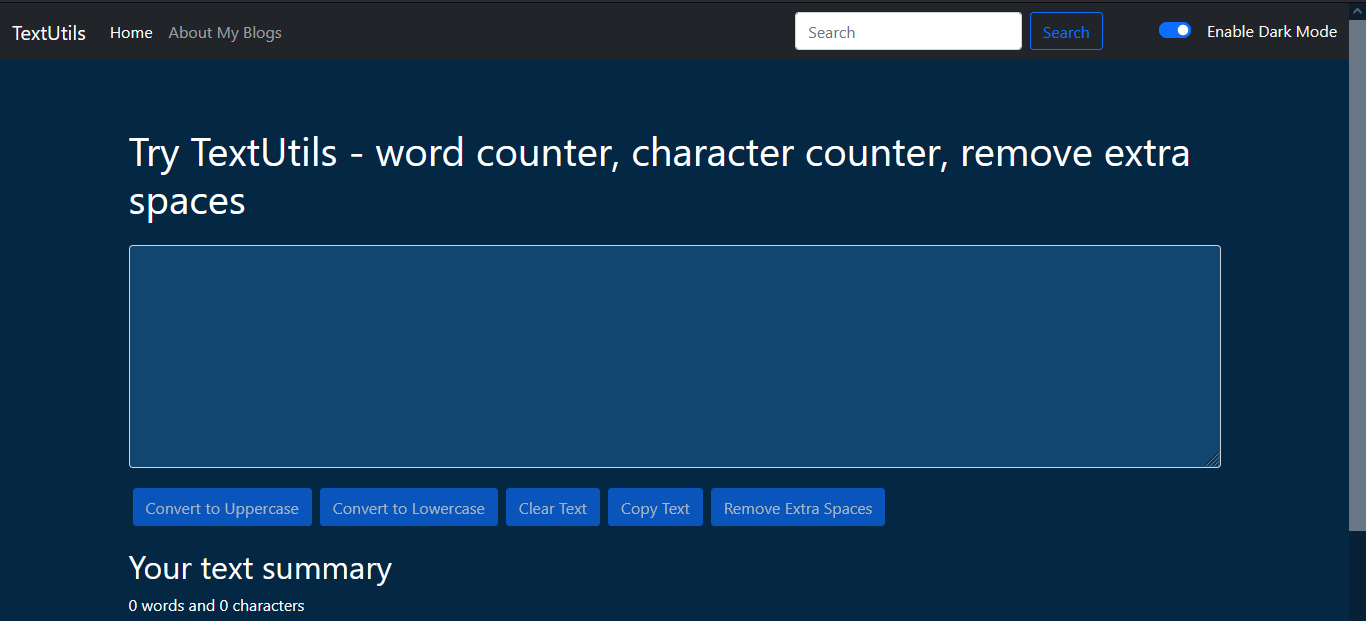 TextUtils Home About My Blogs Search Search Enable Dark Mode
Try TextUtils - word counter, character counter, remove extra
spaces
Convert to Uppercase Convert to Lowercase Clear Text Copy Text Remove Extra Spaces
Your text summary
0 words and 0 characters